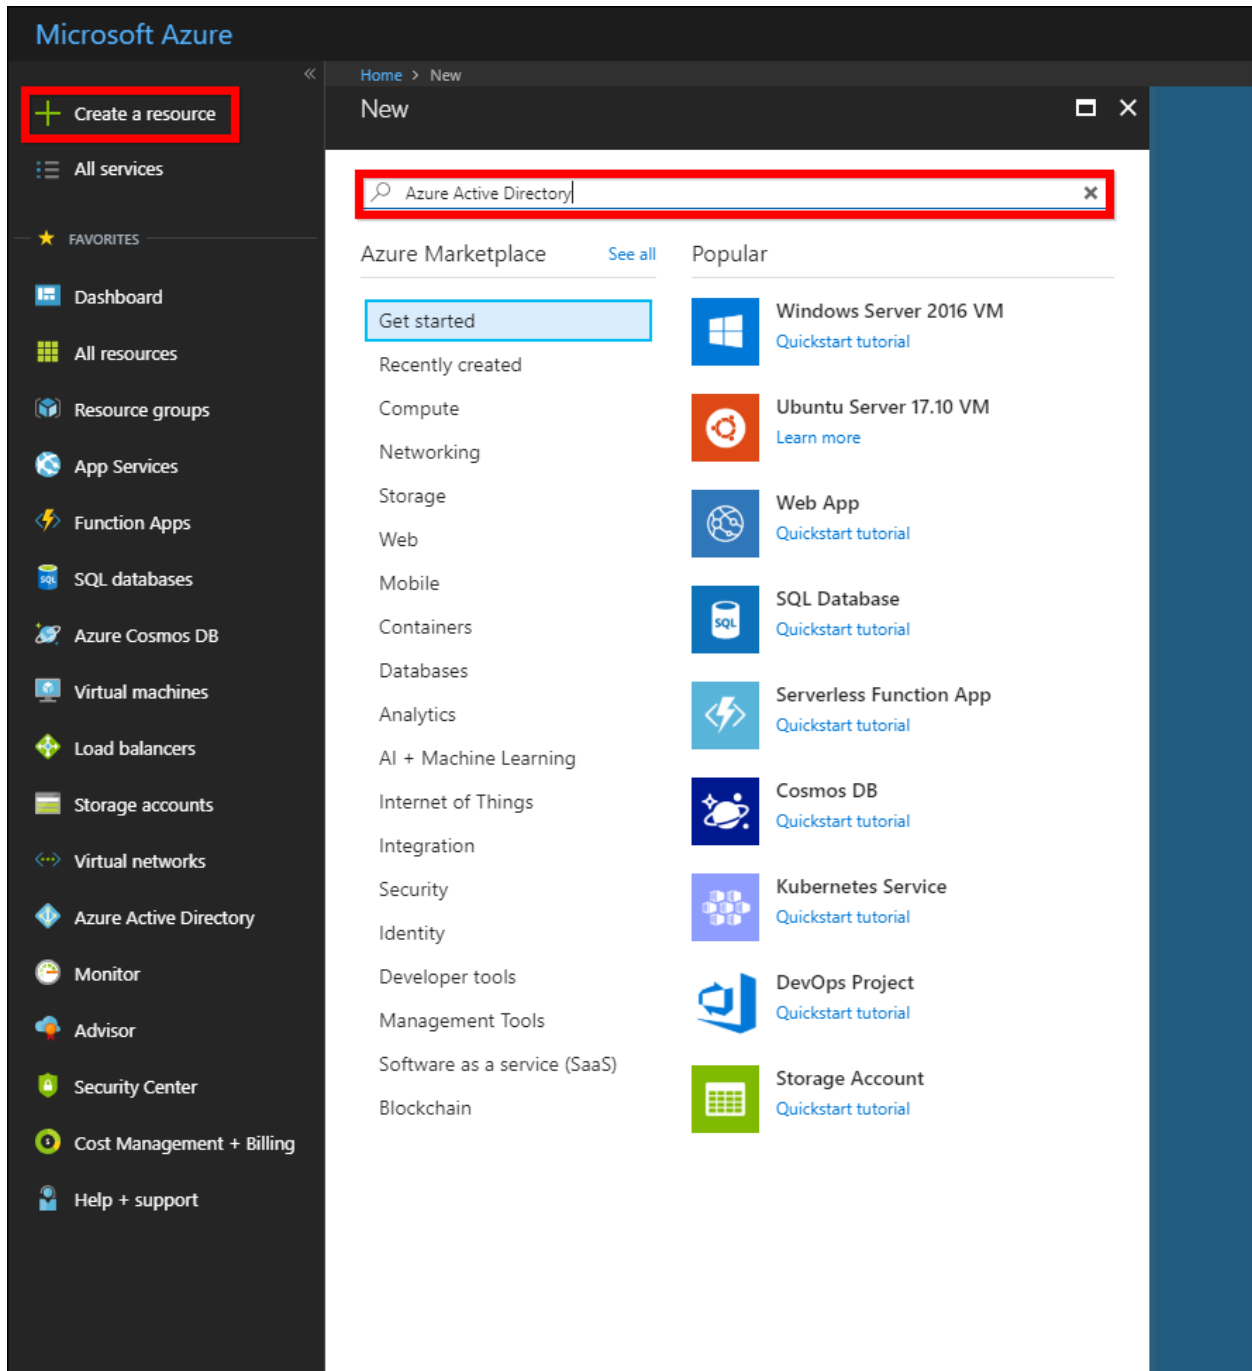 Microsoft Azure
«
Home > New
Create a resource
New
All services
Azure Active Directory
FAVORITES
Azure Marketplace
See all
Popular
Dashboard
All resources
Resource groups
App Services
Function Apps
SQL databases
Azure Cosmos DB
Virtual machines
Load balancers
Storage accounts
Virtual networks
Azure Active Directory
Monitor
Advisor
Security Center
Cost Management + Billing
Help + support
Get started
Recently created
Compute
Networking
Storage
Web
Mobile
Containers
Databases
Analytics
AI + Machine Learning
Internet of Things
Integration
Security
Identity
Developer tools
Management Tools
Software as a service (SaaS)
Blockchain
Windows Server 2016 VM
Quickstart tutorial
Ubuntu Server 17.10 VM
Learn more
Web App
Quickstart tutorial
SQL
SQL Database
Quickstart tutorial
Serverless Function App
Quickstart tutorial
Cosmos DB
Quickstart tutorial
Kubernetes Service
Quickstart tutorial
DevOps Project
Quickstart tutorial
Storage Account
Quickstart tutorial